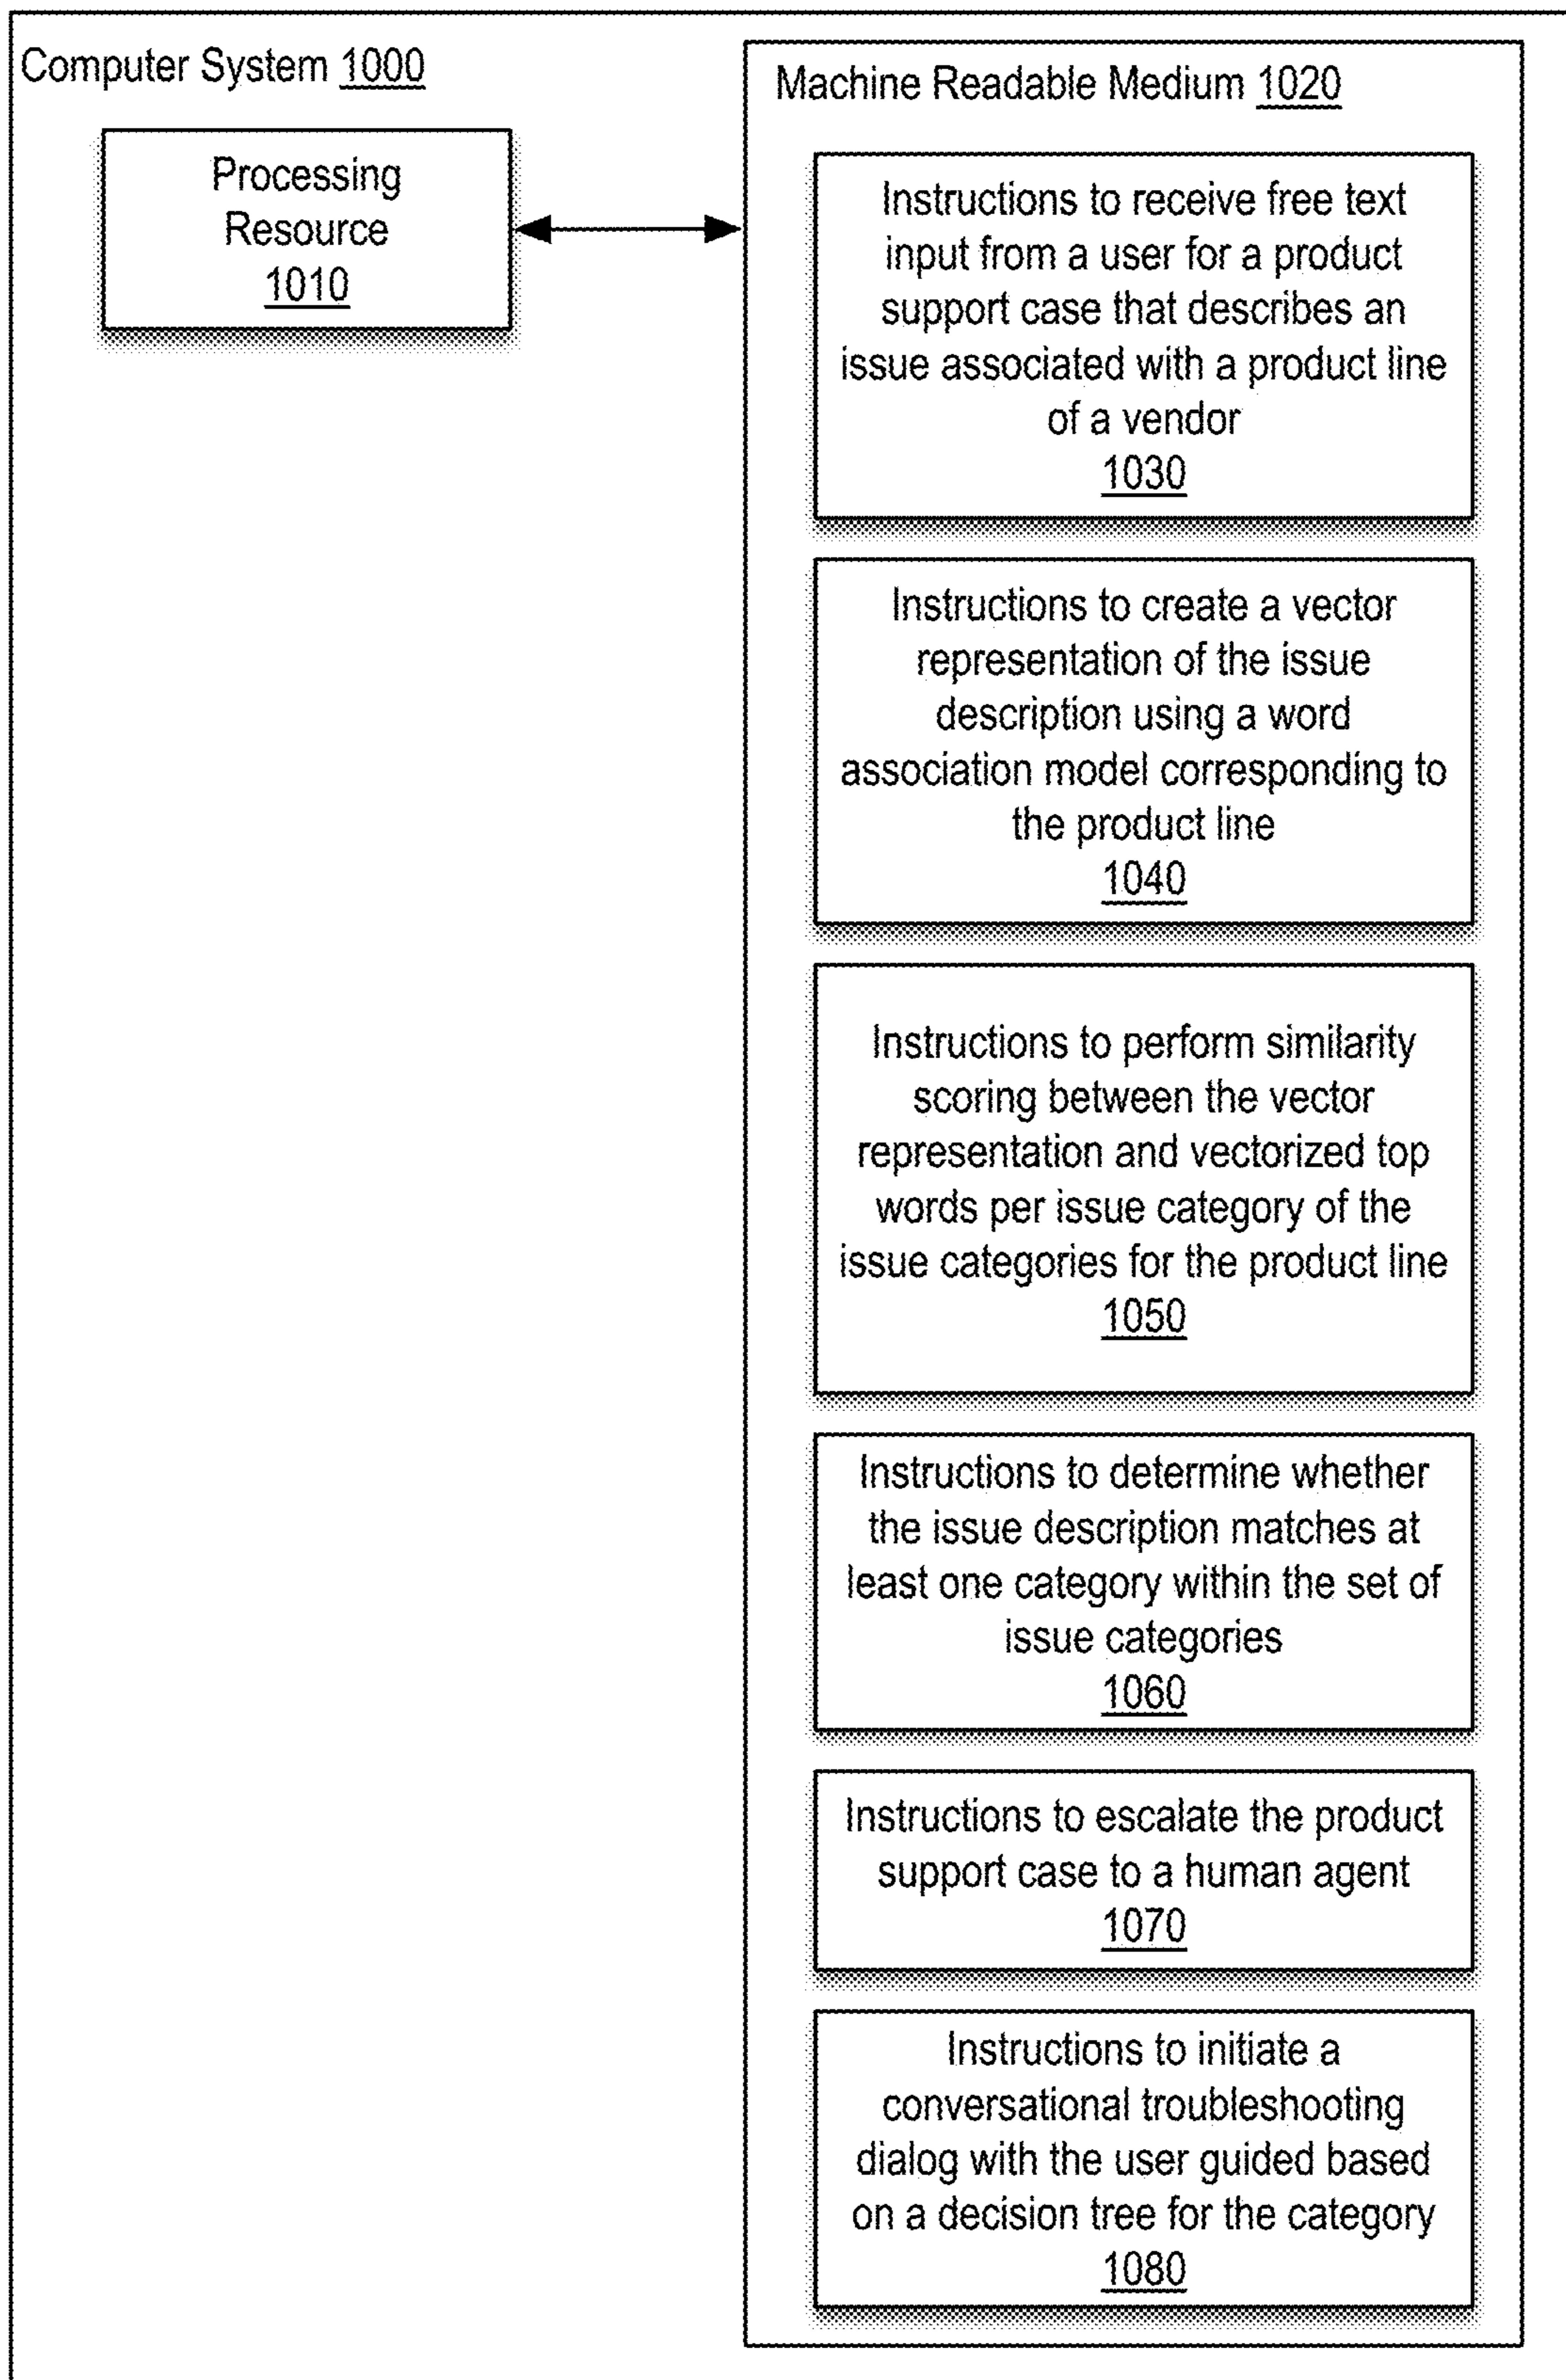 Computer System 1000
Processing
Resource
1010
Machine Readable Medium 1020
Instructions to receive free text
input from a user for a product
support case that describes an
issue associated with a product line
of a vendor
1030
Instructions to create a vector
representation of the issue
description using a word
association model corresponding to
the product line
1040
Instructions to perform similarity
scoring between the vector
representation and vectorized top
words per issue category of the
issue categories for the product line
1050
Instructions to determine whether
the issue description matches at
least one category within the set of
issue categories
1060
Instructions to escalate the product
support case to a human agent
1070
Instructions to initiate a
conversational troubleshooting
dialog with the user guided based
on a decision tree for the category
1080